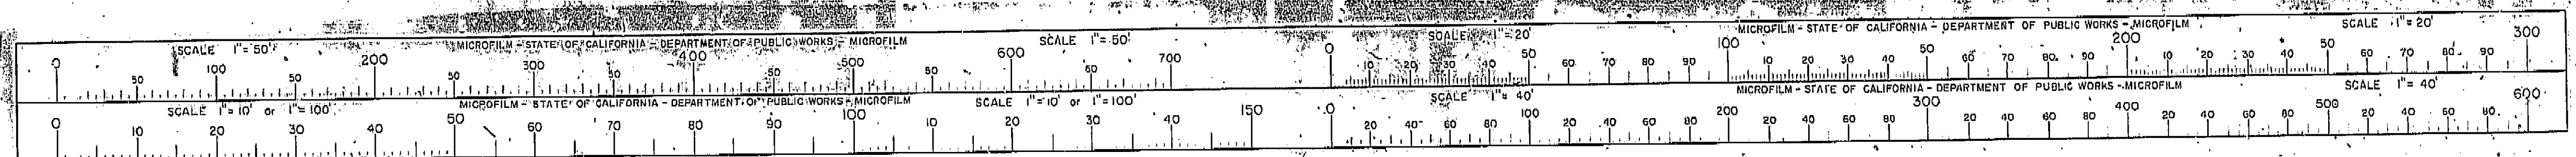 SCALE 1"= 50' MICROFILM - STATE OF CALIFORNIA - DEPARTMENT OF PUBLIC WORKS - MICROFILM SCALE 1"= 50'
0 50 100 50 200 50 300 50 400 50 500 50 600 50 700
SCALE 1"= 20' MICROFILM - STATE OF CALIFORNIA - DEPARTMENT OF PUBLIC WORKS - MICROFILM SCALE 1"= 20'
0 10 20 30 40 50 60 70 80 90 100 10 20 30 40 50 60 70 80 90 200 10 20 30 40 50 60 70 80 90 300
SCALE 1"= 10' or 1"= 100' MICROFILM - STATE OF CALIFORNIA - DEPARTMENT OF PUBLIC WORKS - MICROFILM SCALE 1"= 10' or 1"= 100'
0 10 20 30 40 50 60 70 80 90 100 10 20 30 40 150
SCALE 1"= 40' MICROFILM - STATE OF CALIFORNIA - DEPARTMENT OF PUBLIC WORKS - MICROFILM SCALE 1"= 40'
0 20 40 60 80 100 20 40 60 80 200 20 40 60 80 300 20 40 60 80 400 20 40 60 80 500 20 40 60 80 600